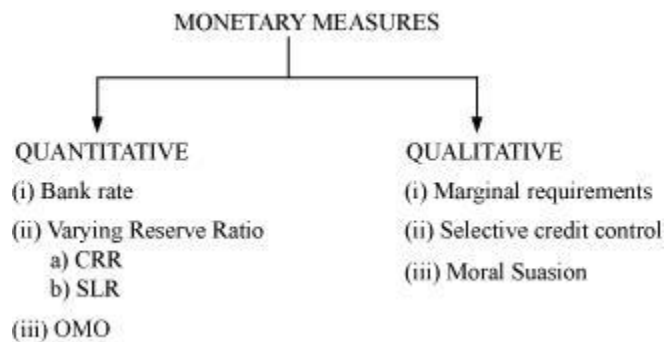 MONETARY MEASURES
QUANTITATIVE
(i) Bank rate
(ii) Varying Reserve Ratio
a) CRR
b) SLR
(iii) OMO
QUALITATIVE
(i) Marginal requirements
(ii) Selective credit control
(iii) Moral Suasion